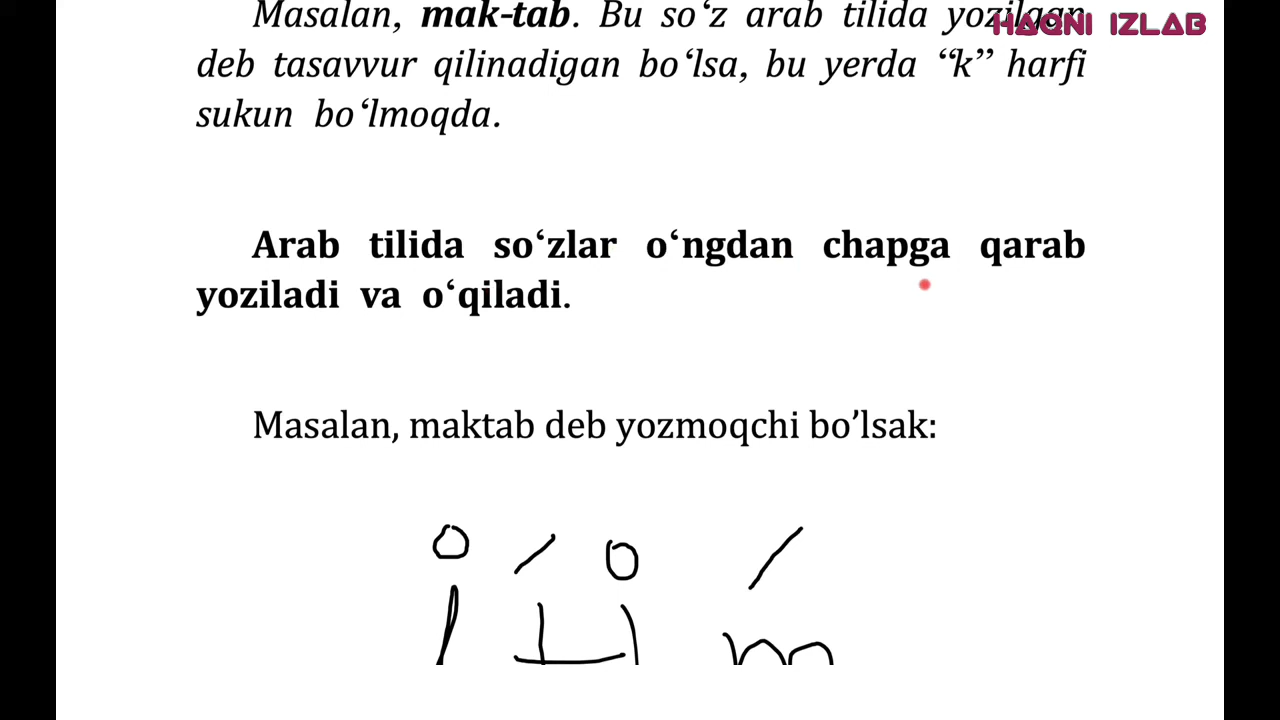 Masalan, mak-tab. Bu so‘z arab tilida yozilgan
HAQNI IZLAB
deb tasavvur qilinadigan bo‘lsa, bu yerda “k” harfi
sukun bo‘lmoqda.
Arab tilida so‘zlar o‘ngdan chapga qarab
yoziladi va o‘qiladi.
Masalan, maktab deb yozmoqchi bo’lsak: